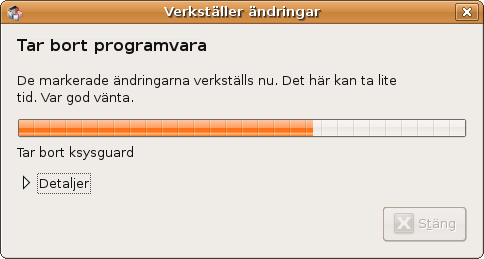 Verkställer ändringar
Tar bort programvara
De markerade ändringarna verkställs nu. Det här kan ta lite
tid. Var god vänta.
Tar bort ksysguard
Detaljer
Stäng